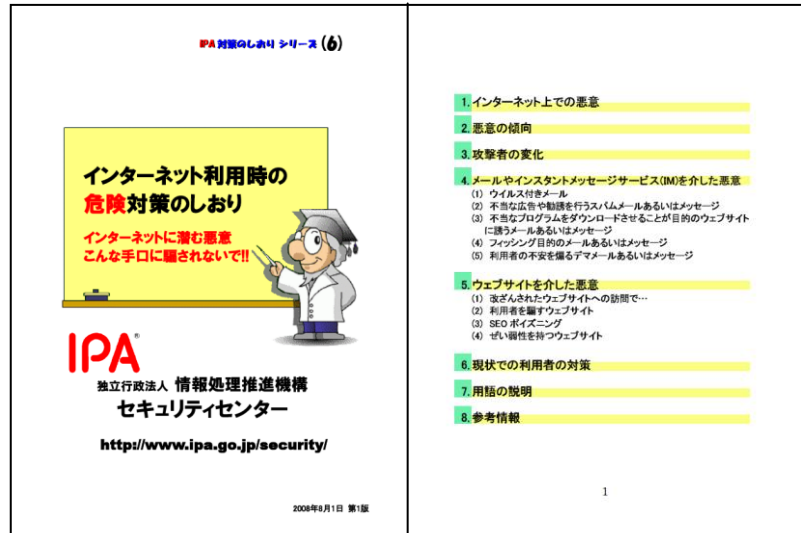 IPA 対策のしおり シリーズ (6)
インターネット利用時の
危険対策のしおり
インターネットに潜む悪意
こんな手口に騙されないで!!
IPA®
独立行政法人 情報処理推進機構
セキュリティセンター
http://www.ipa.go.jp/security/
2008年8月1日 第1版
1. インターネット上での悪意
2. 悪意の傾向
3. 攻撃者の変化
4. メールやインスタントメッセージサービス(IM)を介した悪意
(1) ウイルス付きメール
(2) 不当な広告や勧誘を行うスパムメールあるいはメッセージ
(3) 不当なプログラムをダウンロードさせることが目的のウェブサイト
に誘うメールあるいはメッセージ
(4) フィッシング目的のメールあるいはメッセージ
(5) 利用者の不安を煽るデマメールあるいはメッセージ
5. ウェブサイトを介した悪意
(1) 改ざんされたウェブサイトへの訪問で…
(2) 利用者を騙すウェブサイト
(3) SEO ポイズニング
(4) ぜい弱性を持つウェブサイト
6. 現状での利用者の対策
7. 用語の説明
8. 参考情報
1